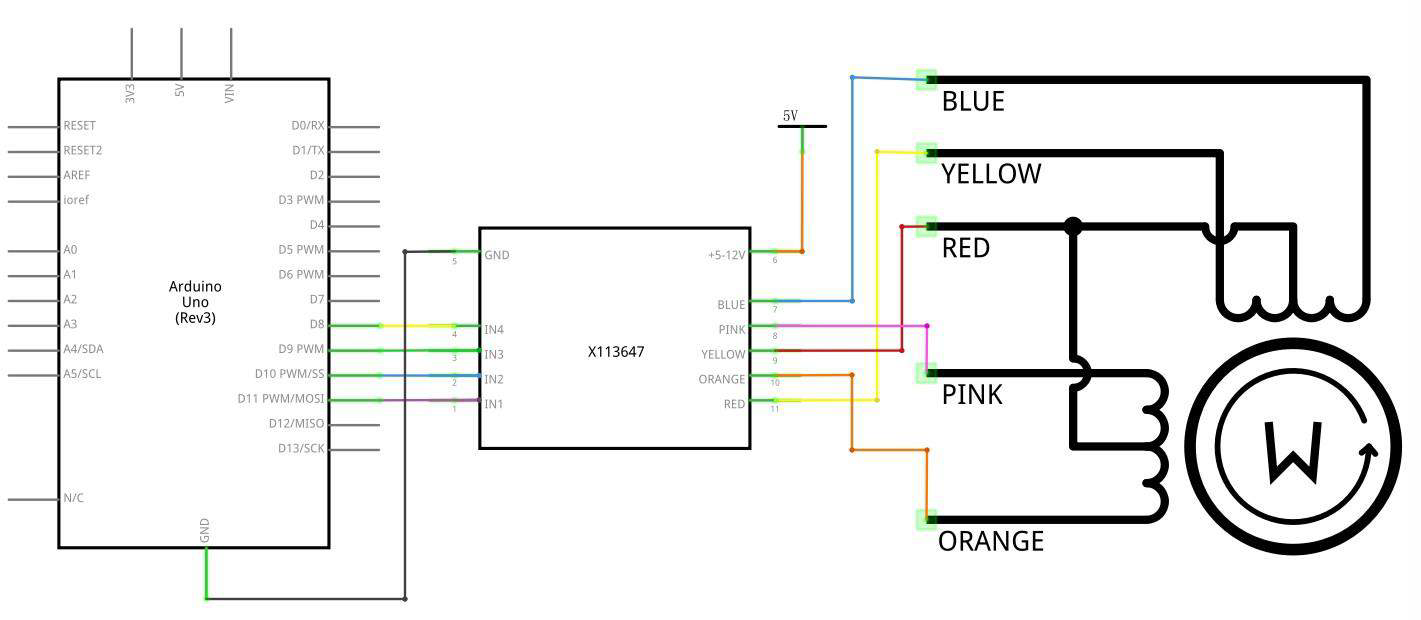 3V3
5V
VIN
RESET
RESET2
AREF
ioref
A0
A1
A2
A3
A4/SDA
A5/SCL
N/C
Arduino
Uno
(Rev3)
D0/RX
D1/TX
D2
D3 PWM
D4
D5 PWM
D6 PWM
D7
D8
D9 PWM
D10 PWM/SS
D11 PWM/MOSI
D12/MISO
D13/SCK
GND
5
4
3
2
1
GND
IN4
IN3
IN2
IN1
X113647
+5-12V
BLUE
PINK
YELLOW
ORANGE
RED
6
7
8
9
10
11
5V
BLUE
YELLOW
RED
PINK
ORANGE
W